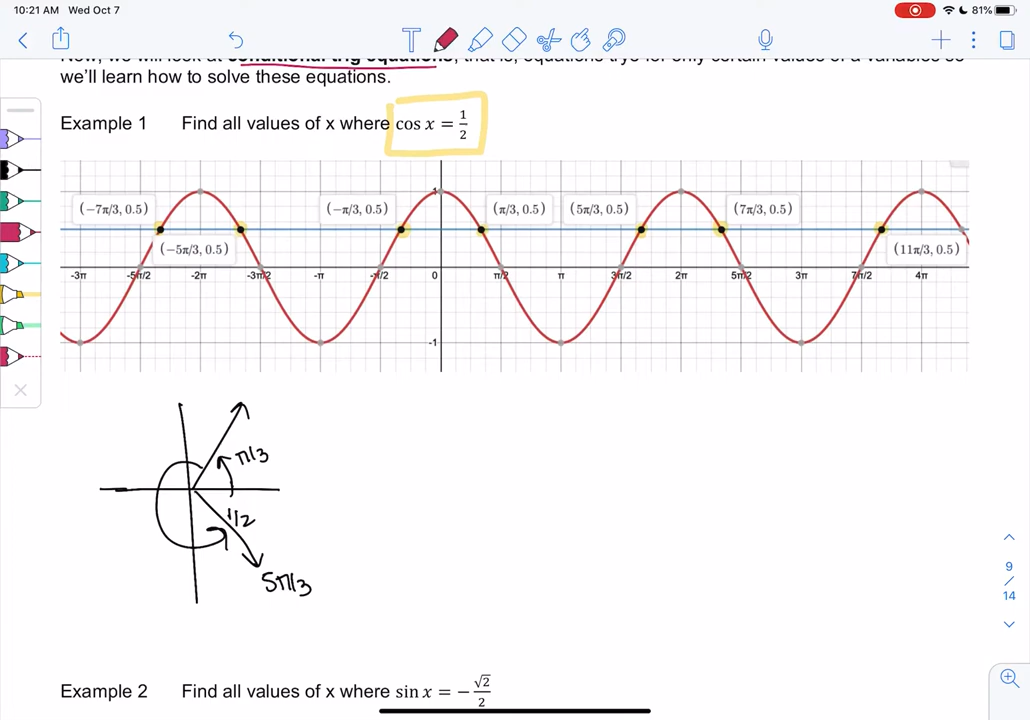 10:21 AM Wed Oct 7
81%
we'll learn how to solve these equations.
Example 1 Find all values of x where cos x = 1/2
1
(−7π/3, 0.5) (−π/3, 0.5) (π/3, 0.5) (5π/3, 0.5) (7π/3, 0.5)
(−5π/3, 0.5) (11π/3, 0.5)
-3π -5π/2 -2π -3π/2 -π -π/2 0 π/2 π 3π/2 2π 5π/2 3π 7π/2 4π
-1
π/3
1/2
5π/3
9
/
14
Example 2 Find all values of x where sin x = − √2/2